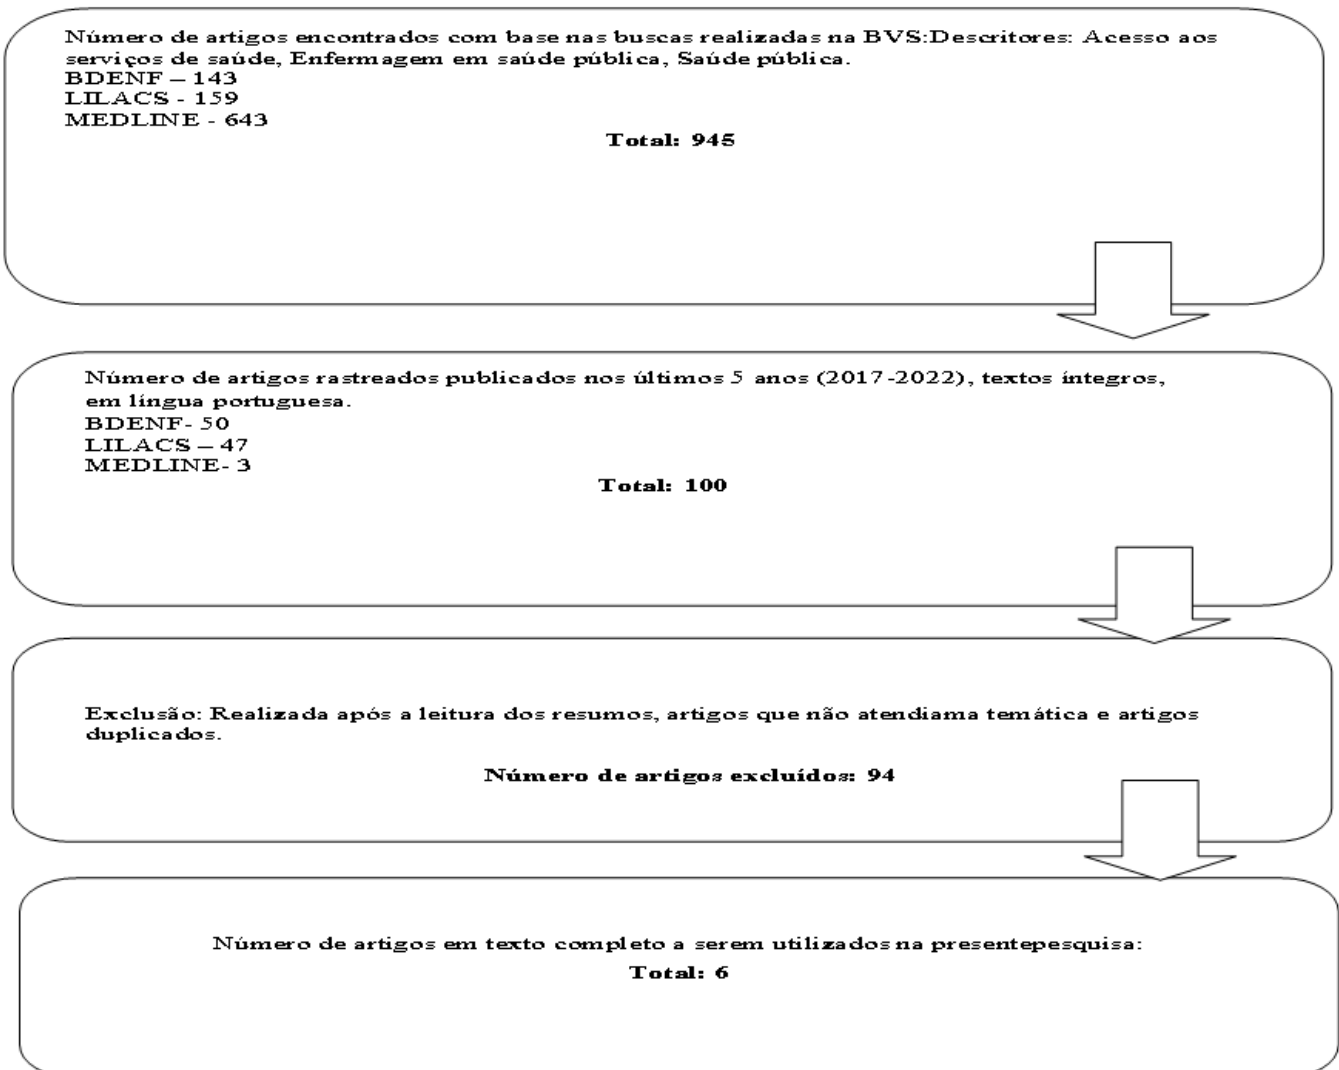 Número de artigos encontrados com base nas buscas realizadas na BVS:Descritores: Acesso aos
serviços de saúde, Enfermagem em saúde pública, Saúde pública.
BDENF – 143
LILACS - 159
MEDLINE - 643
Total: 945
Número de artigos rastreados publicados nos últimos 5 anos (2017-2022), textos íntegros,
em língua portuguesa.
BDENF- 50
LILACS – 47
MEDLINE- 3
Total: 100
Exclusão: Realizada após a leitura dos resumos, artigos que não atendiama temática e artigos
duplicados.
Número de artigos excluídos: 94
Número de artigos em texto completo a serem utilizados na presentepesquisa:
Total: 6